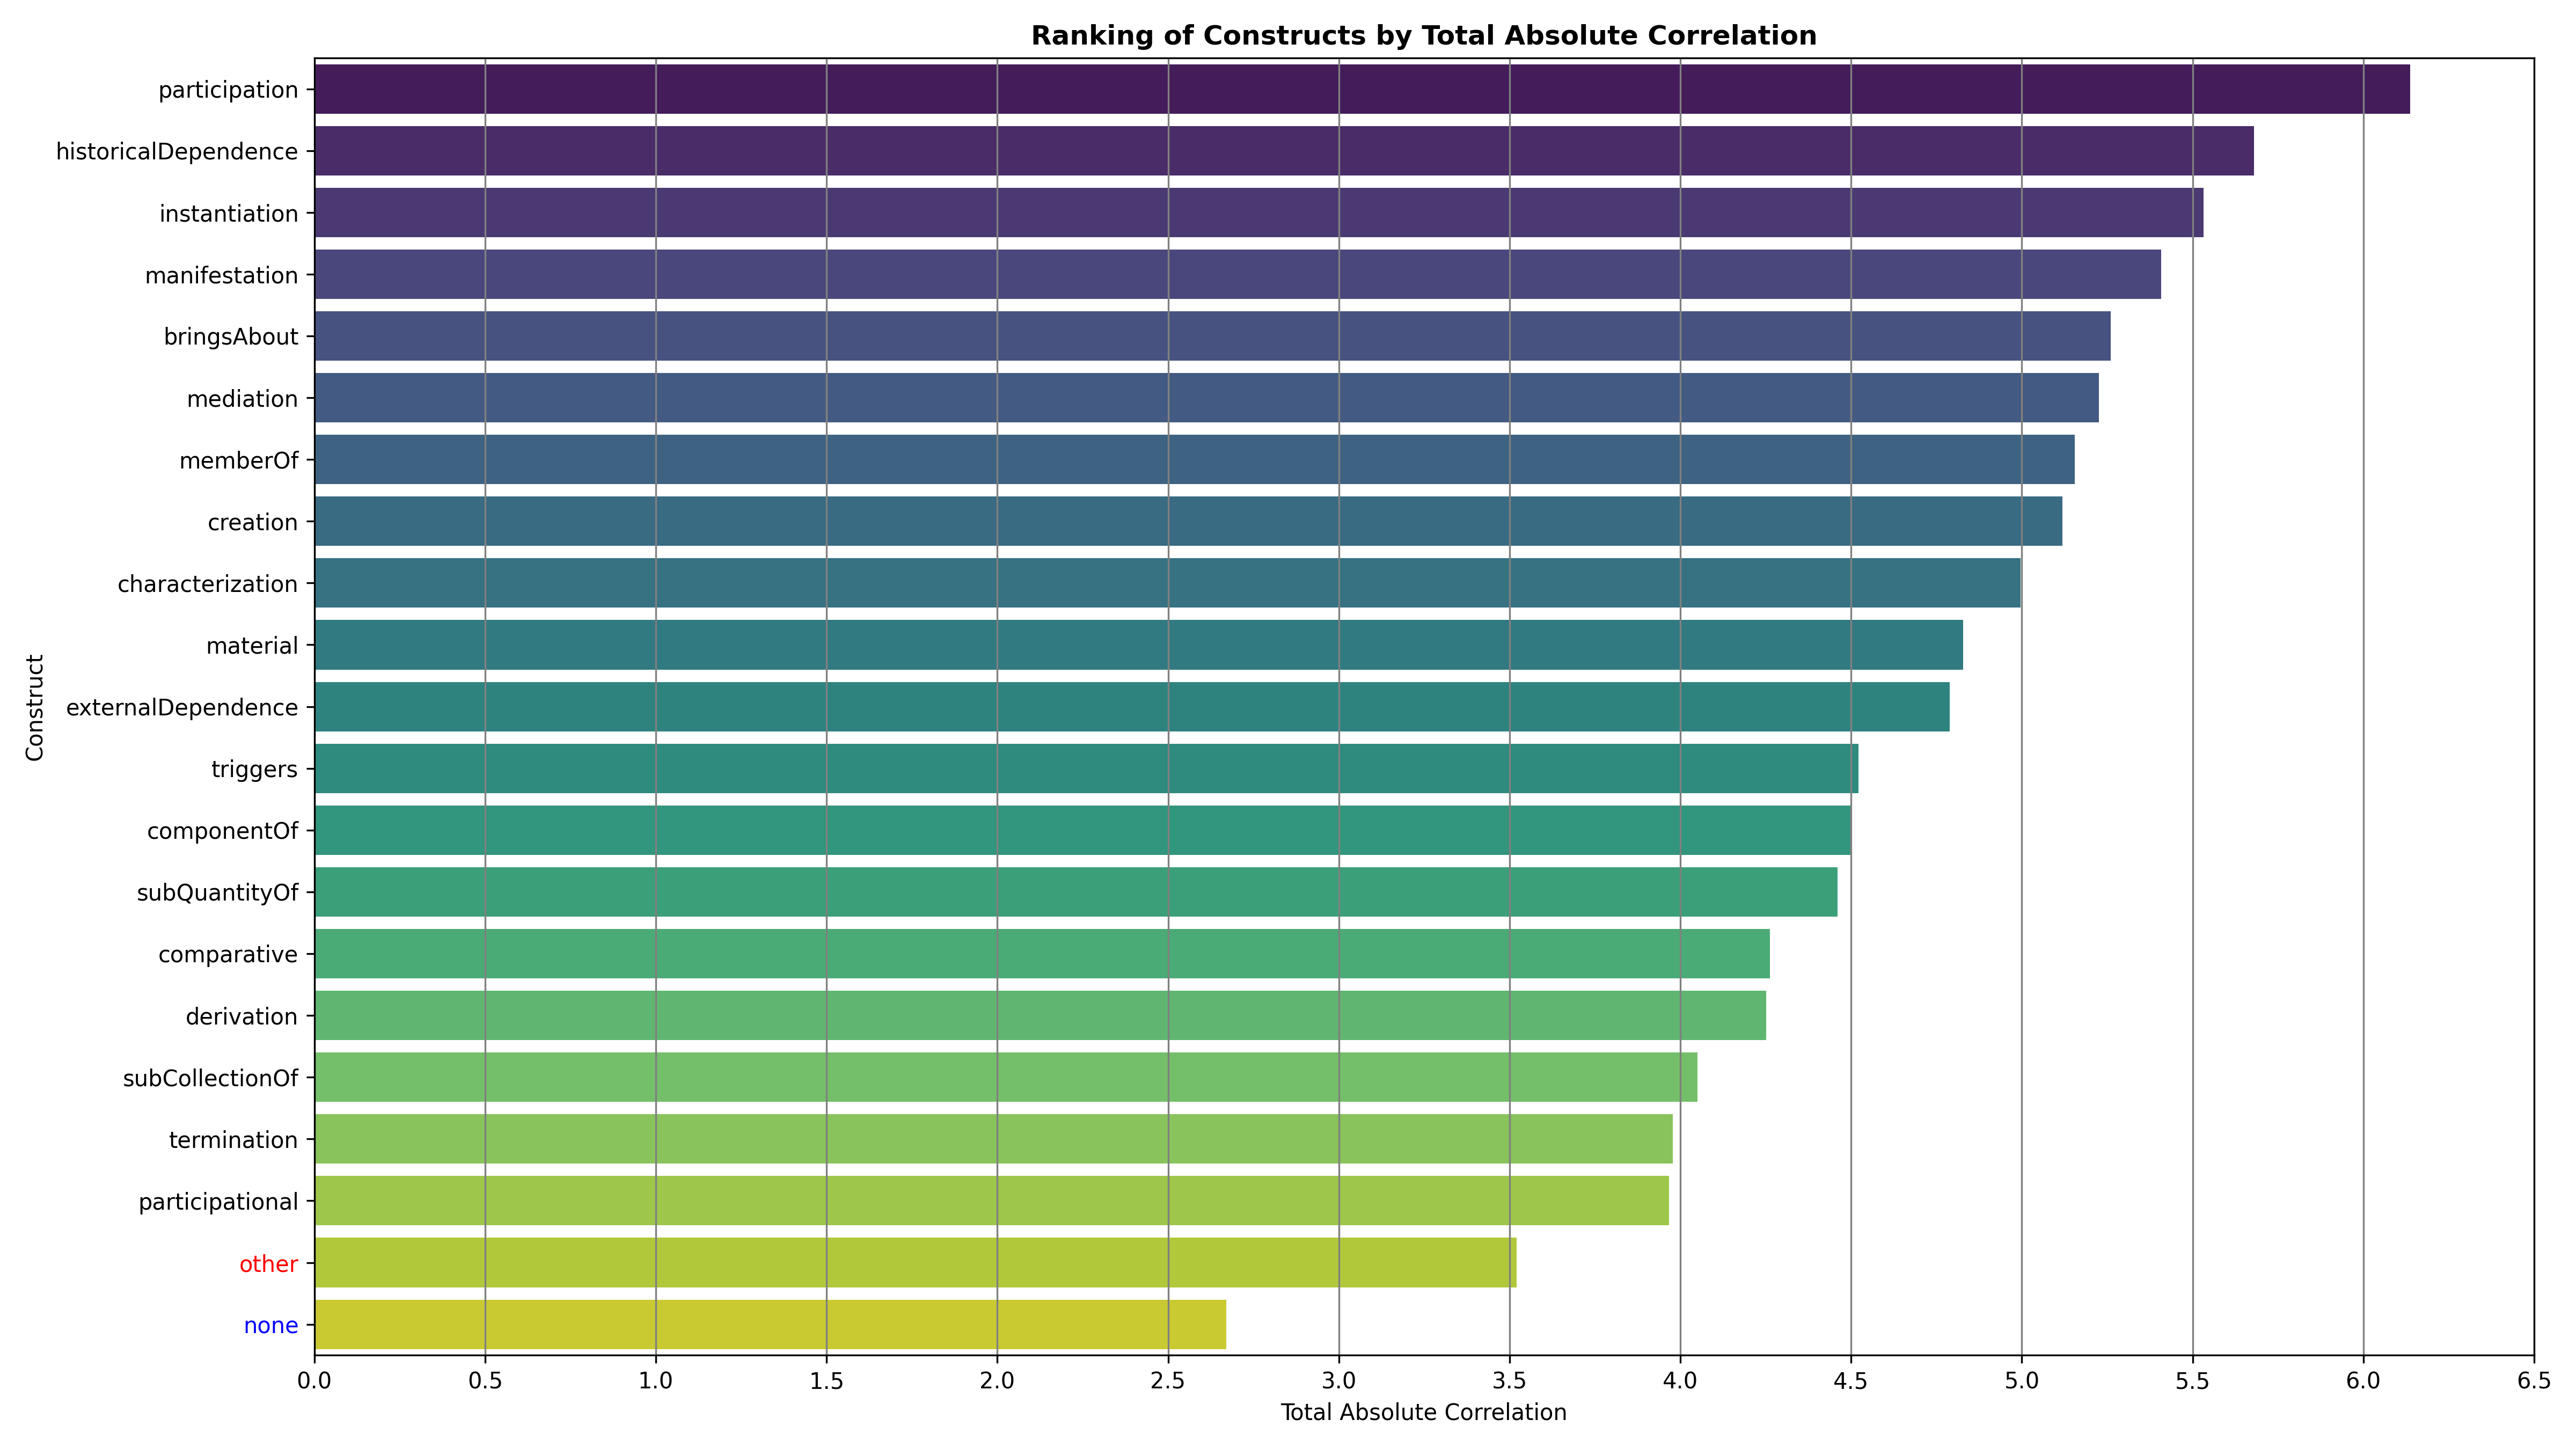 Ranking of Constructs by Total Absolute Correlation
participation
historicalDependence
instantiation
manifestation
bringsAbout
mediation
memberOf
creation
characterization
material
externalDependence
triggers
componentOf
subQuantityOf
comparative
derivation
subCollectionOf
termination
participational
other
none
Construct
0.0 0.5 1.0 1.5 2.0 2.5 3.0 3.5 4.0 4.5 5.0 5.5 6.0 6.5
Total Absolute Correlation